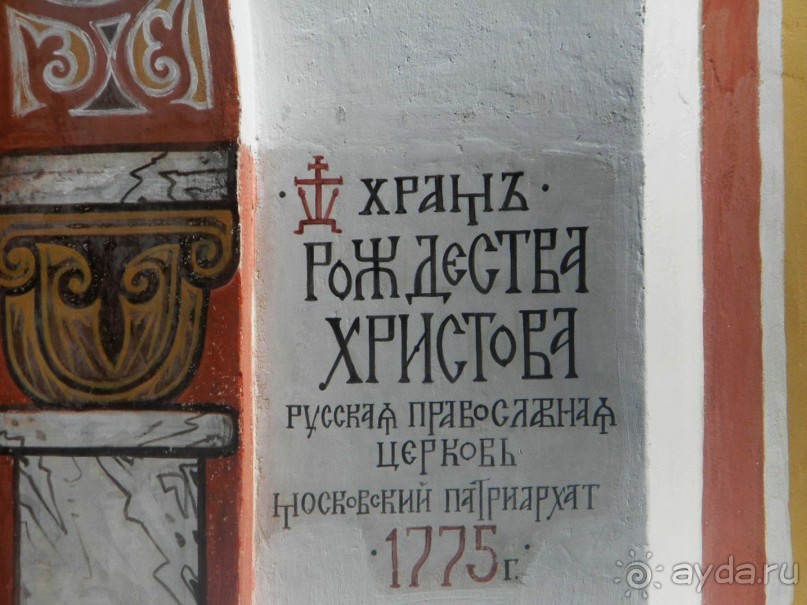 · ХРАМЪ ·
РОЖДЕСТВА
ХРИСТОВА
РУССКАЯ ПРАВОСЛАВНАЯ
ЦЕРКОВЬ
МОСКОВСКИЙ ПАТРИАРХАТ
· 1775 г.
ayda.ru